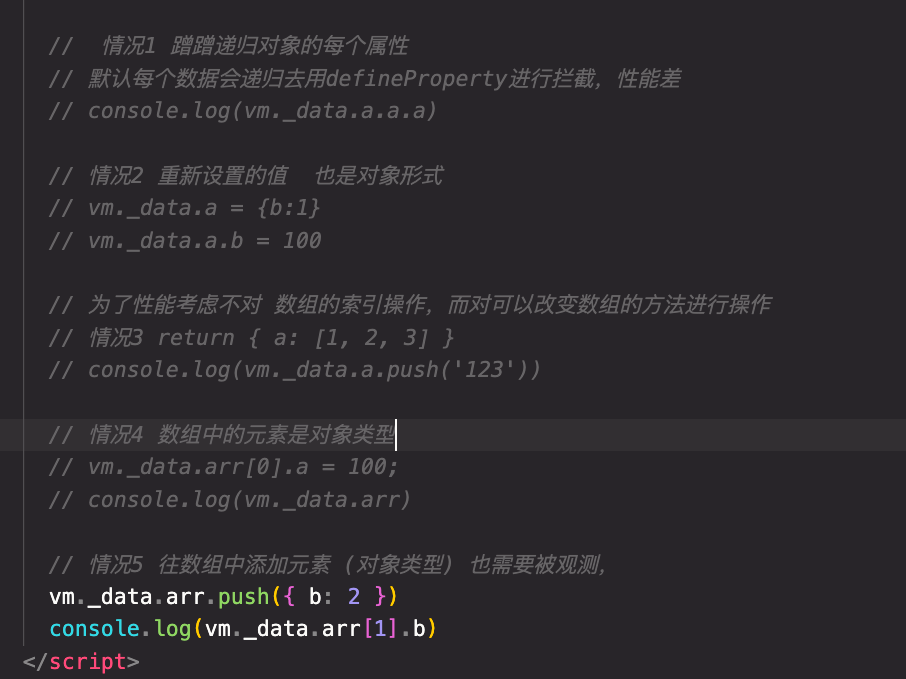 //  情况1 蹭蹭递归对象的每个属性
// 默认每个数据会递归去用defineProperty进行拦截，性能差
// console.log(vm._data.a.a.a)
// 情况2 重新设置的值  也是对象形式
// vm._data.a = {b:1}
// vm._data.a.b = 100
// 为了性能考虑不对 数组的索引操作，而对可以改变数组的方法进行操作
// 情况3 return { a: [1, 2, 3] }
// console.log(vm._data.a.push('123'))
// 情况4 数组中的元素是对象类型
// vm._data.arr[0].a = 100;
// console.log(vm._data.arr)
// 情况5 往数组中添加元素 (对象类型) 也需要被观测，
vm._data.arr.push({ b: 2 })
console.log(vm._data.arr[1].b)
</script>